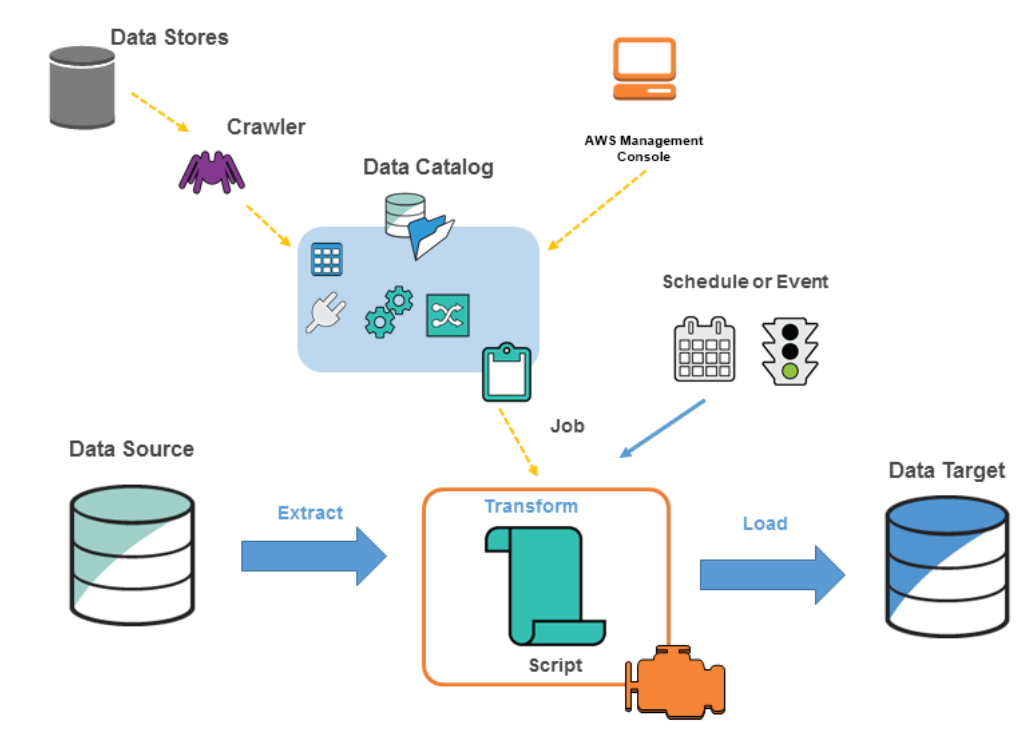 Data Stores
Crawler
AWS Management
Console
Data Catalog
Schedule or Event
Job
Data Source
Data Target
Extract
Transform
Load
Script